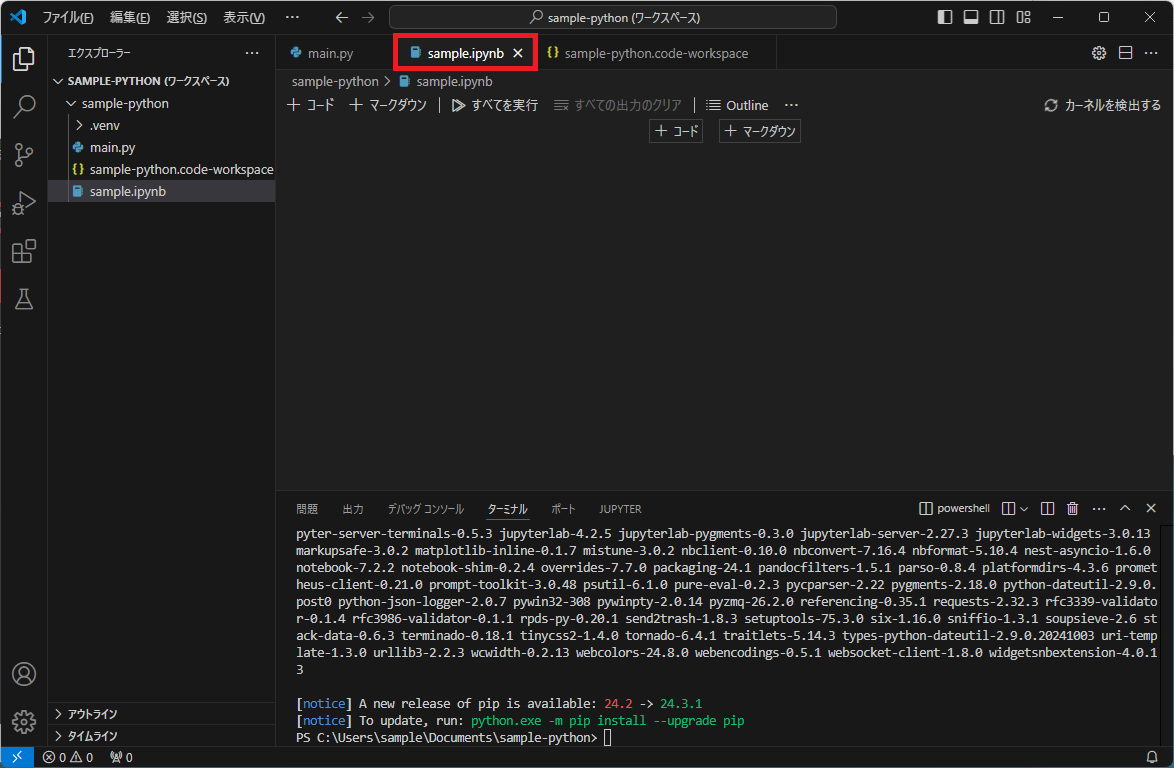 ファイル(F) 編集(E) 選択(S) 表示(V) ··· sample-python (ワークスペース)
エクスプローラー ···
SAMPLE-PYTHON (ワークスペース)
sample-python
.venv
main.py
sample-python.code-workspace
sample.ipynb
アウトライン
タイムライン
main.py sample.ipynb sample-python.code-workspace ···
sample-python > sample.ipynb
コード マークダウン すべてを実行 すべての出力のクリア Outline ··· カーネルを検出する
コード マークダウン
問題 出力 デバッグ コンソール ターミナル ポート JUPYTER powershell ···
pyter-server-terminals-0.5.3 jupyterlab-4.2.5 jupyterlab-pygments-0.3.0 jupyterlab-server-2.27.3 jupyterlab-widgets-3.0.13
markupsafe-3.0.2 matplotlib-inline-0.1.7 mistune-3.0.2 nbclient-0.10.0 nbconvert-7.16.4 nbformat-5.10.4 nest-asyncio-1.6.0
notebook-7.2.2 notebook-shim-0.2.4 overrides-7.7.0 packaging-24.1 pandocfilters-1.5.1 parso-0.8.4 platformdirs-4.3.6 promet
heus-client-0.21.0 prompt-toolkit-3.0.48 psutil-6.1.0 pure-eval-0.2.3 pycparser-2.22 pygments-2.18.0 python-dateutil-2.9.0.
post0 python-json-logger-2.0.7 pywin32-308 pywinpty-2.0.14 pyzmq-26.2.0 referencing-0.35.1 requests-2.32.3 rfc3339-validato
r-0.1.4 rfc3986-validator-0.1.1 rpds-py-0.20.1 send2trash-1.8.3 setuptools-75.3.0 six-1.16.0 sniffio-1.3.1 soupsieve-2.6 st
ack-data-0.6.3 terminado-0.18.1 tinycss2-1.4.0 tornado-6.4.1 traitlets-5.14.3 types-python-dateutil-2.9.0.20241003 uri-temp
late-1.3.0 urllib3-2.2.3 wcwidth-0.2.13 webcolors-24.8.0 webencodings-0.5.1 websocket-client-1.8.0 widgetsnbextension-4.0.1
3
[notice] A new release of pip is available: 24.2 -> 24.3.1
[notice] To update, run: python.exe -m pip install --upgrade pip
PS C:\Users\sample\Documents\sample-python>
0 0 0